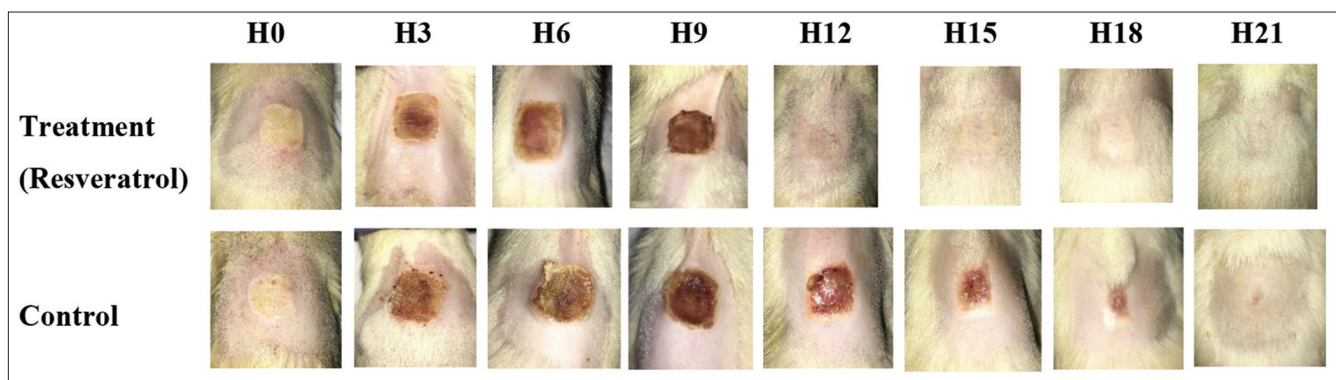 H0 H3 H6 H9 H12 H15 H18 H21
Treatment
(Resveratrol)
Control